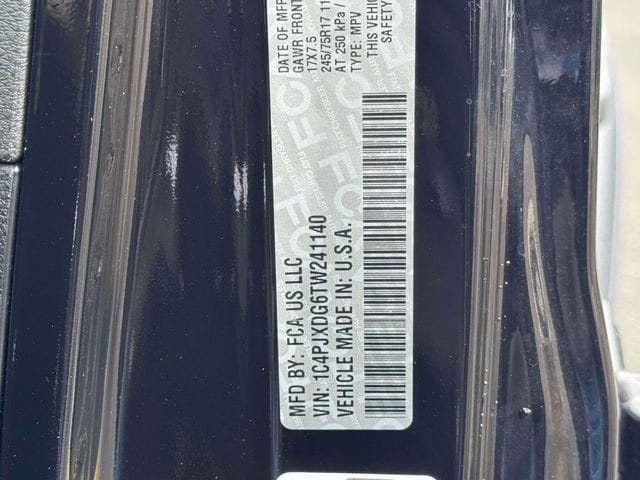 MFD BY: FCA US LLC
VIN: 1C4PJXDG6TW241140
VEHICLE MADE IN: U.S.A.
DATE OF MFR
GAWR FRONT
17X7.5
245/75R17 11
AT 250 kPa /
TYPE: MPV
THIS VEHIC
SAFETY